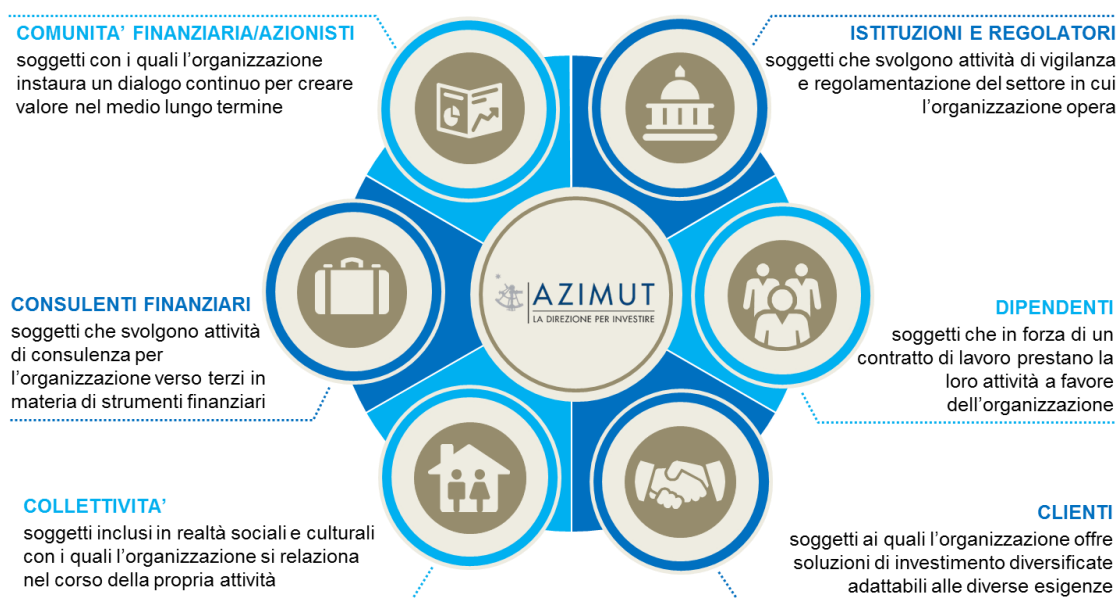 COMUNITA’ FINANZIARIA/AZIONISTI
soggetti con i quali l’organizzazione
instaura un dialogo continuo per creare
valore nel medio lungo termine
ISTITUZIONI E REGOLATORI
soggetti che svolgono attività di vigilanza
e regolamentazione del settore in cui
l’organizzazione opera
CONSULENTI FINANZIARI
soggetti che svolgono attività
di consulenza per
l’organizzazione verso terzi in
materia di strumenti finanziari
AZIMUT
LA DIREZIONE PER INVESTIRE
DIPENDENTI
soggetti che in forza di un
contratto di lavoro prestano la
loro attività a favore
dell’organizzazione
COLLETTIVITA’
soggetti inclusi in realtà sociali e culturali
con i quali l’organizzazione si relaziona
nel corso della propria attività
CLIENTI
soggetti ai quali l’organizzazione offre
soluzioni di investimento diversificate
adattabili alle diverse esigenze